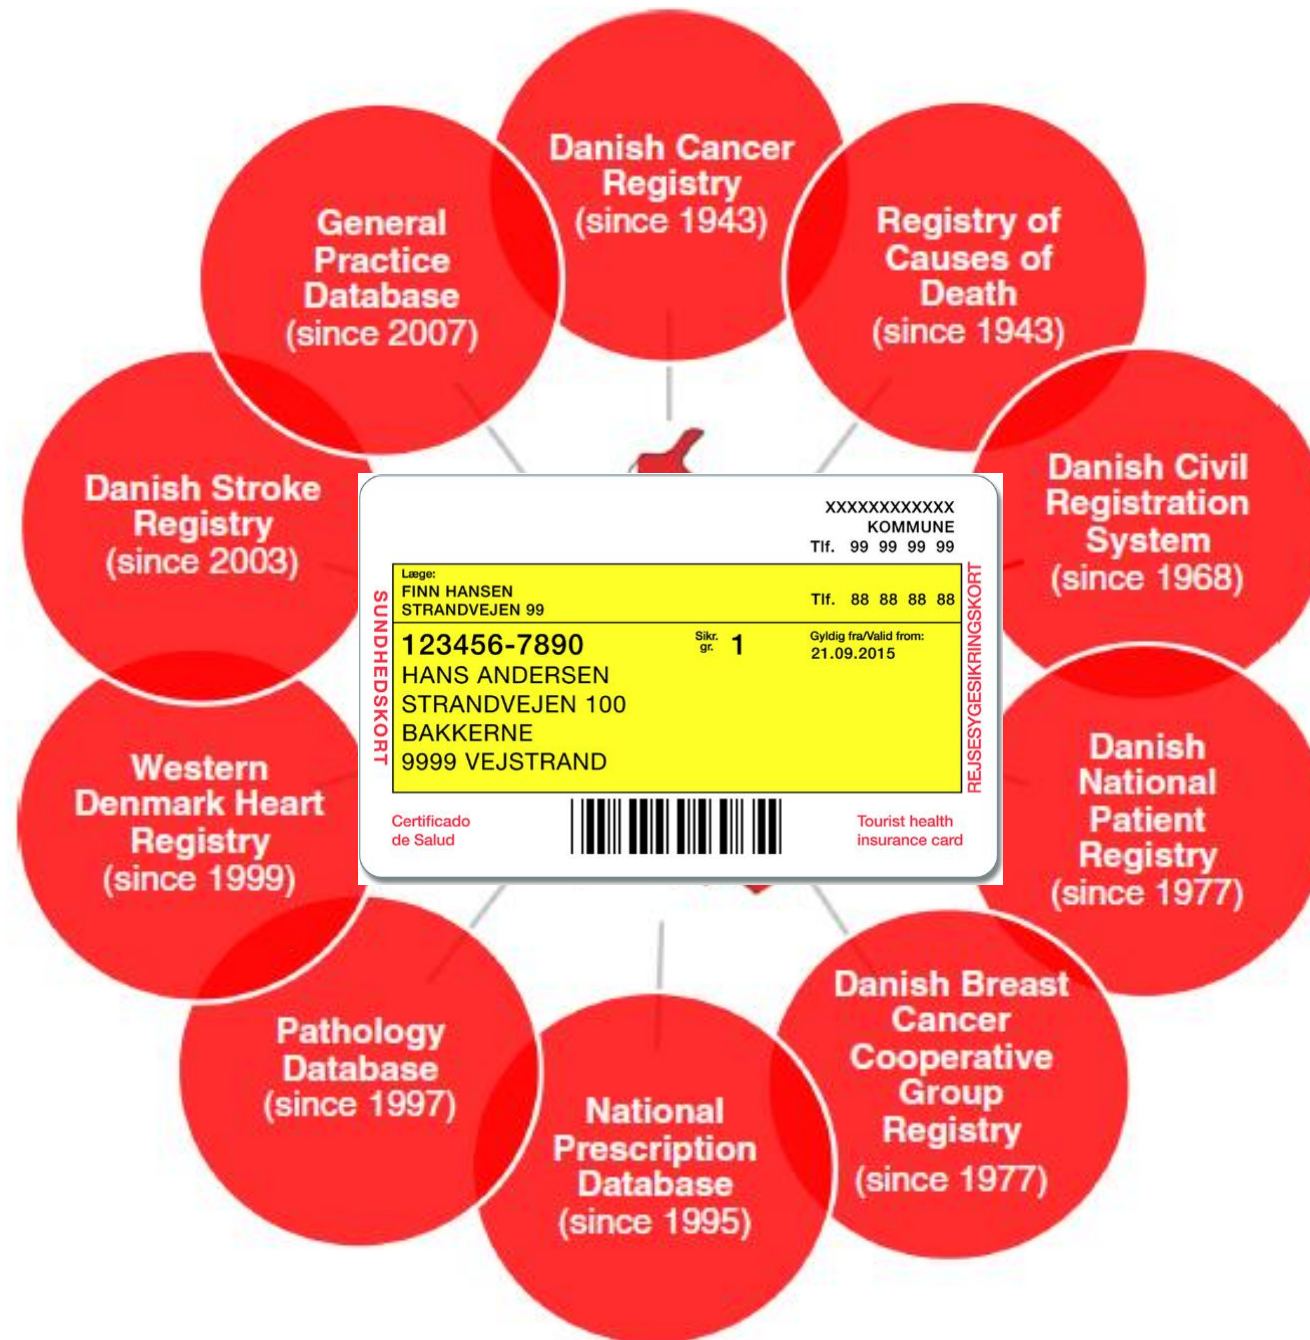 Danish Cancer
Registry
(since 1943)
Registry of
Causes of
Death
(since 1943)
Danish Civil
Registration
System
(since 1968)
Danish
National
Patient
Registry
(since 1977)
Danish Breast
Cancer
Cooperative
Group
Registry
(since 1977)
National
Prescription
Database
(since 1995)
Pathology
Database
(since 1997)
Western
Denmark Heart
Registry
(since 1999)
Danish Stroke
Registry
(since 2003)
General
Practice
Database
(since 2007)
XXXXXXXXXXXX
KOMMUNE
Tlf. 99 99 99 99
SUNDHEDSKORT
Læge:
FINN HANSEN
STRANDVEJEN 99
Tlf. 88 88 88 88
123456-7890
Sikr.
gr. 1
Gyldig fra/Valid from:
21.09.2015
HANS ANDERSEN
STRANDVEJEN 100
BAKKERNE
9999 VEJSTRAND
REJSESYGESIKRINGSKORT
Certificado
de Salud
Tourist health
insurance card